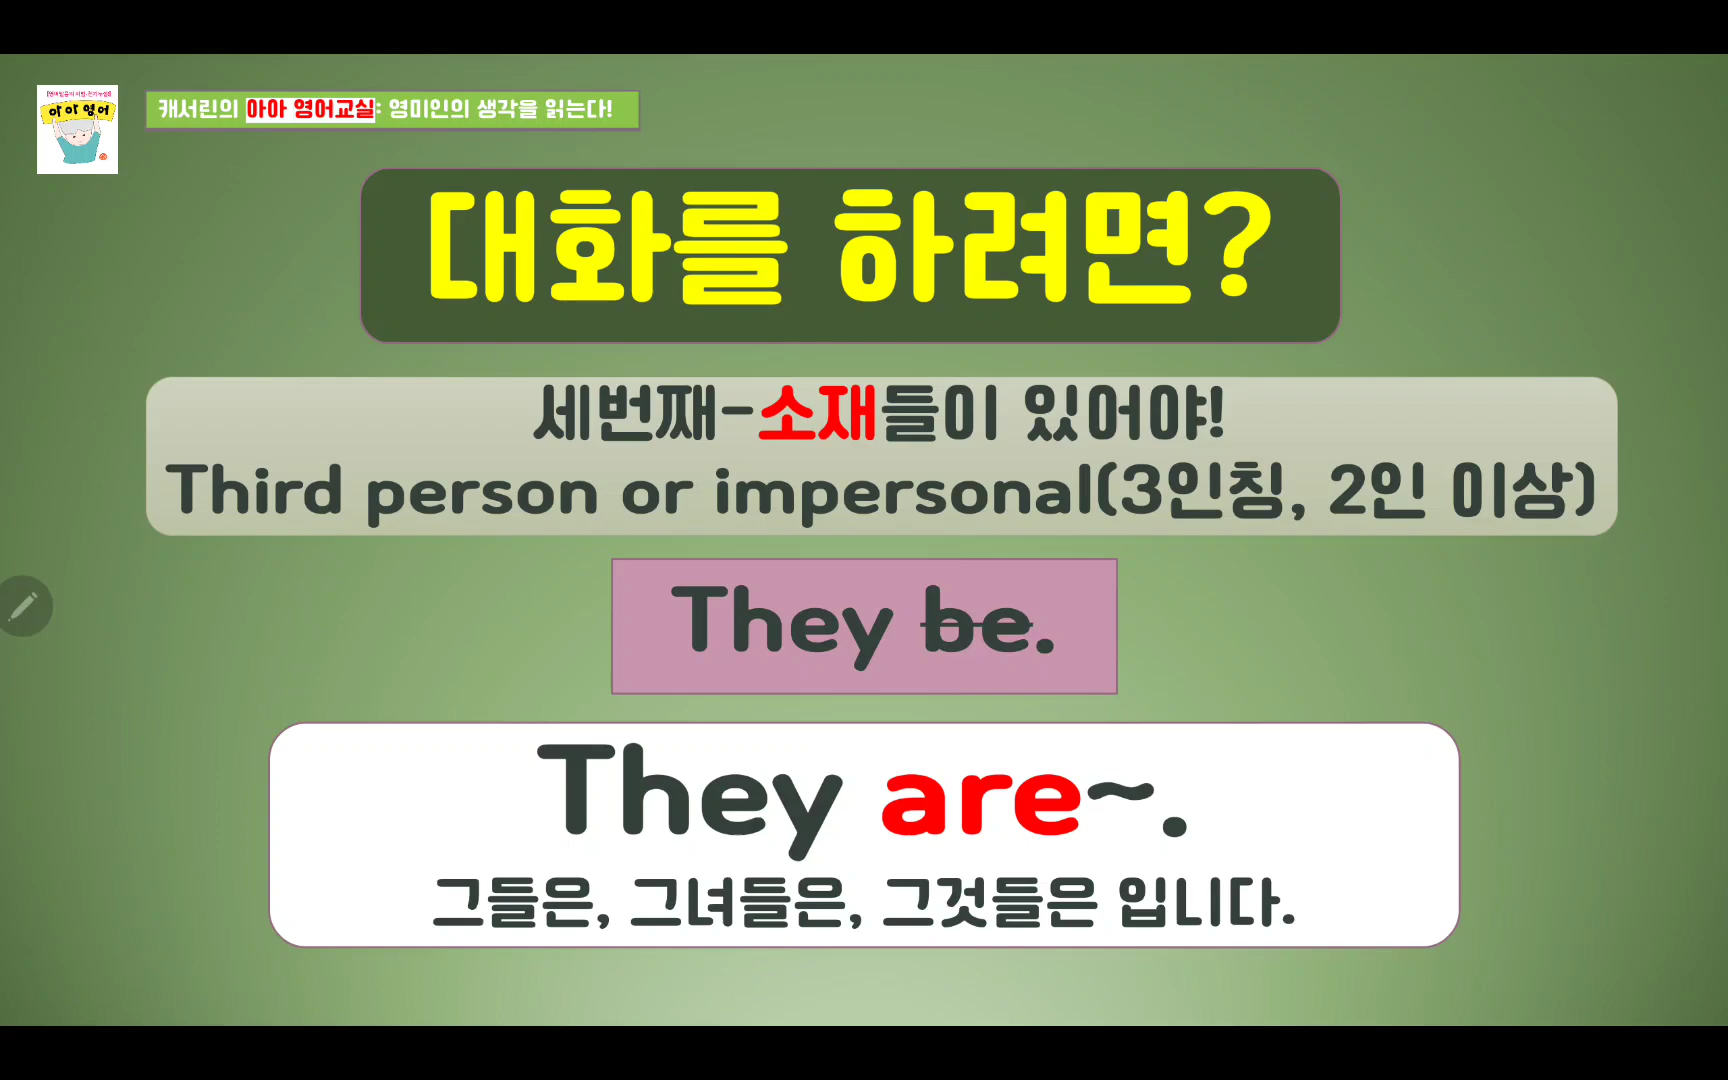 아아 영어
캐서린의 아아 영어교실: 영미인의 생각을 읽는다!
대화를 하려면?
세번째-소재들이 있어야!
Third person or impersonal(3인칭, 2인 이상)
They be.
They are~.
그들은, 그녀들은, 그것들은 입니다.